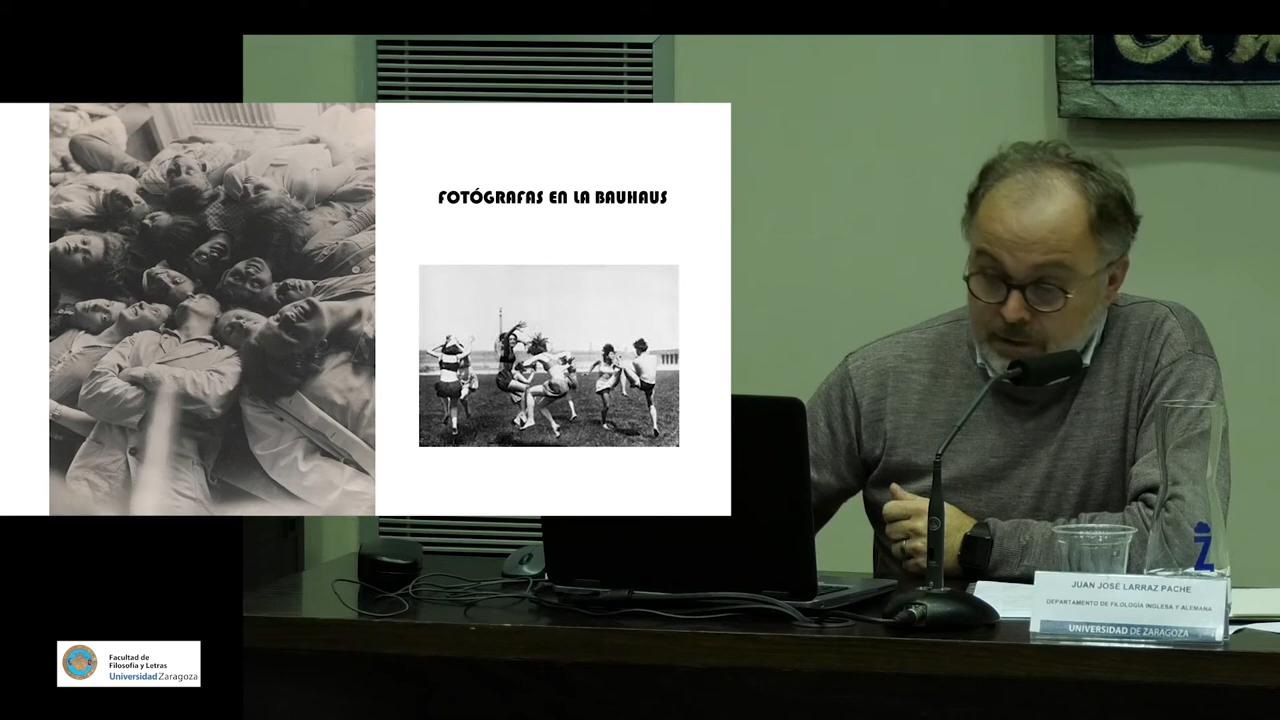 FOTÓGRAFAS EN LA BAUHAUS
JUAN JOSÉ LARRAZ PACHE
DEPARTAMENTO DE FILOLOGÍA INGLESA Y ALEMANA
UNIVERSIDAD DE ZARAGOZA
Z
Facultad de
Filosofía y Letras
Universidad Zaragoza